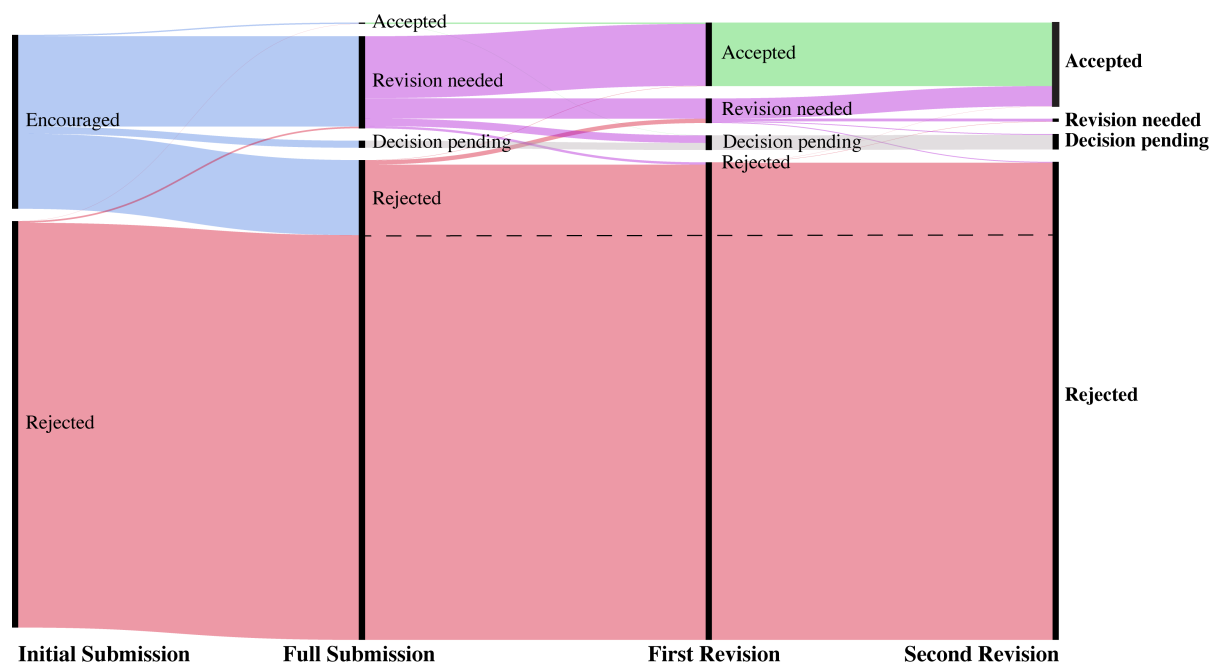 Accepted
Revision needed
Encouraged
Decision pending
Rejected
Rejected
Accepted
Revision needed
Decision pending
Rejected
Accepted
Revision needed
Decision pending
Rejected
Initial Submission
Full Submission
First Revision
Second Revision